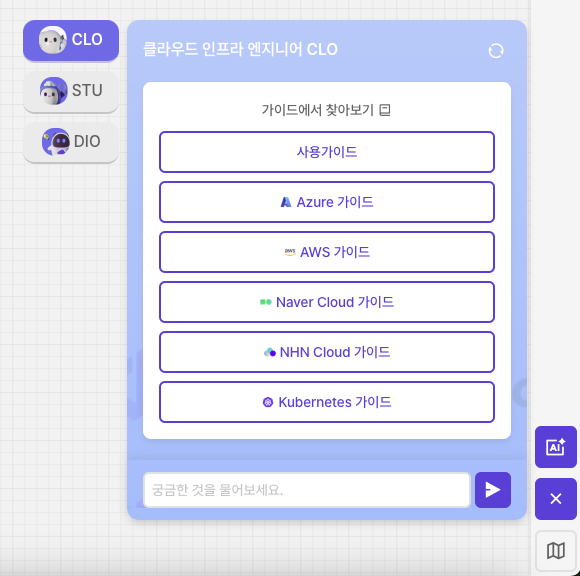 CLO
STU
DIO
클라우드 인프라 엔지니어 CLO
가이드에서 찾아보기
사용가이드
Azure 가이드
aws AWS 가이드
Naver Cloud 가이드
NHN Cloud 가이드
Kubernetes 가이드
궁금한 것을 물어보세요.
AI